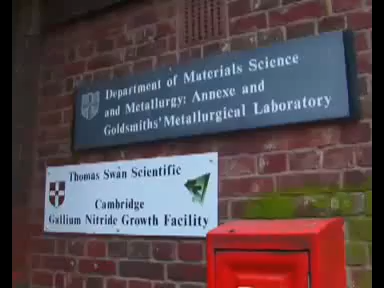 Department of Materials Science
and Metallurgy: Annexe and
Goldsmiths' Metallurgical Laboratory
Thomas Swan Scientific
Cambridge
Gallium Nitride Growth Facility